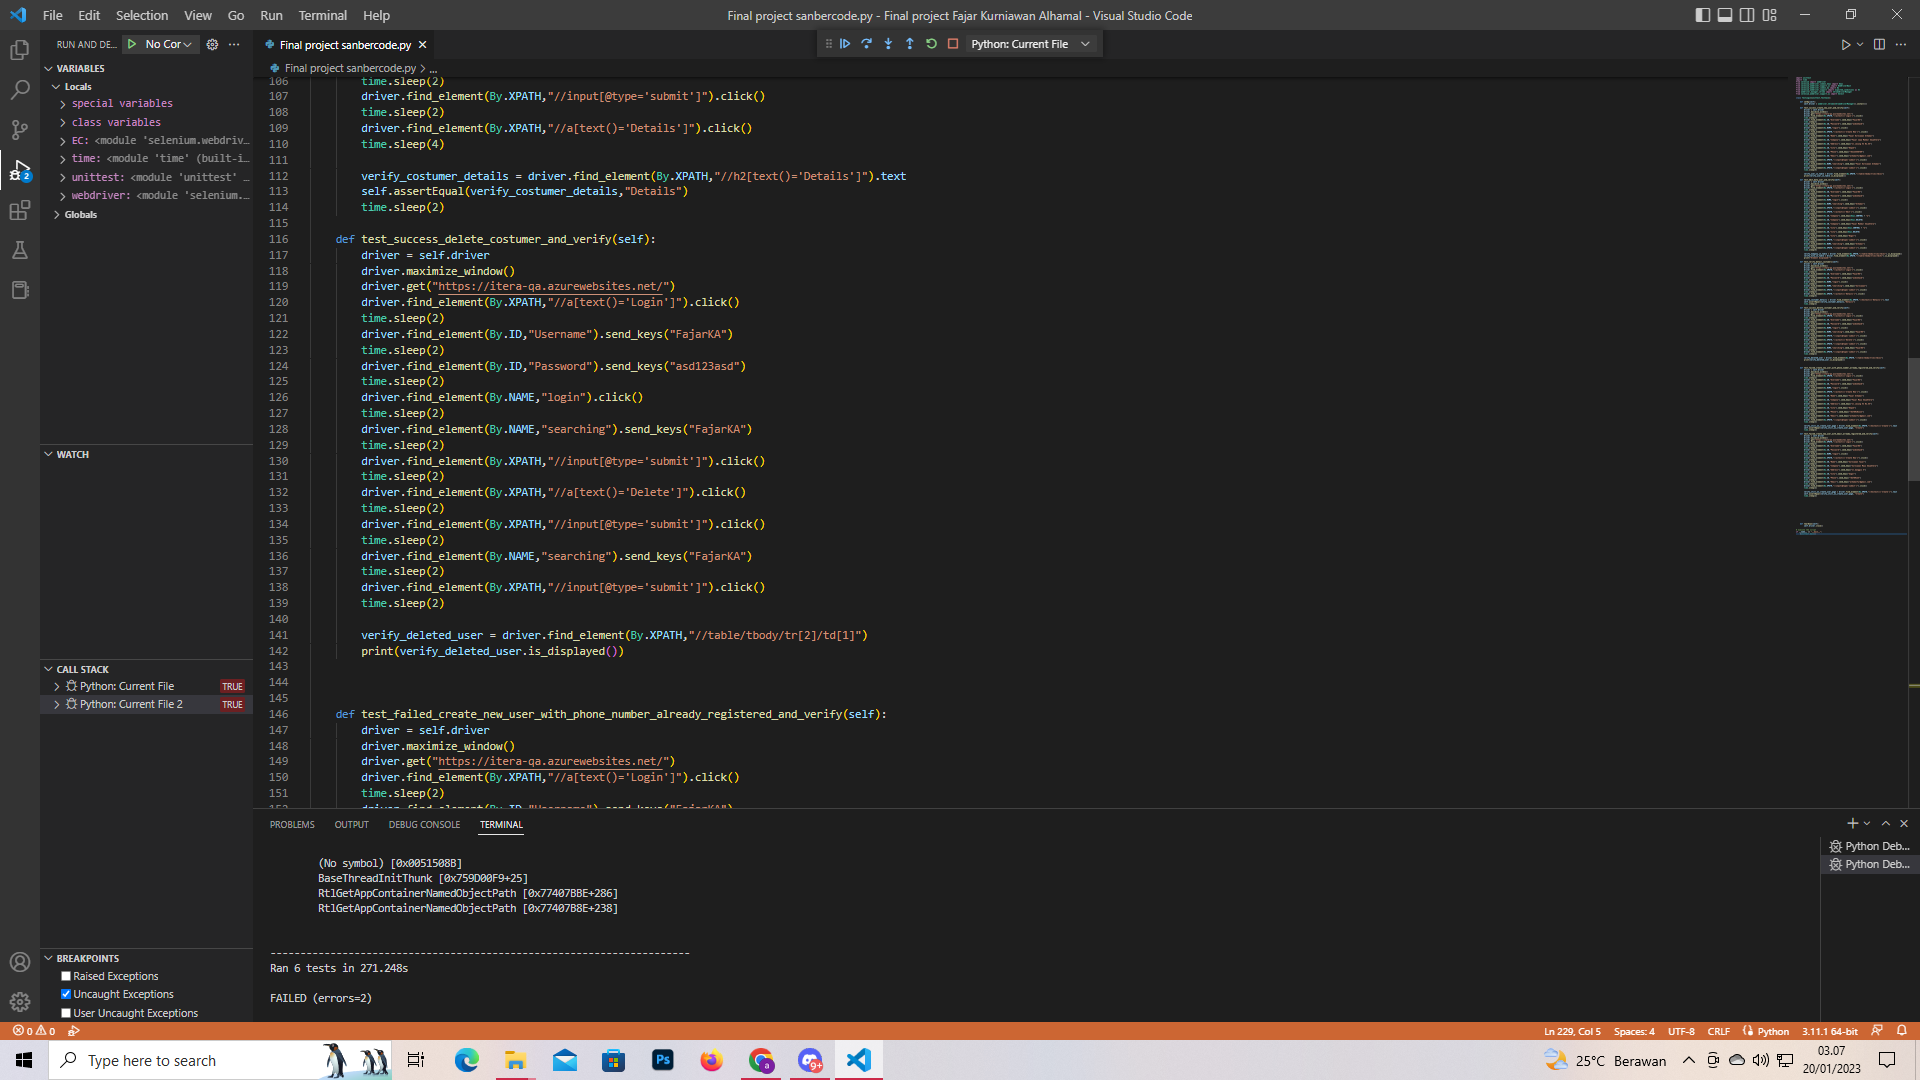 File Edit Selection View Go Run Terminal Help
Final project sanbercode.py - Final project Fajar Kurniawan Alhamal - Visual Studio Code
RUN AND DE...
No Cor
Final project sanbercode.py
Python: Current File
Final project sanbercode.py > ...
VARIABLES
Locals
special variables
class variables
EC: <module 'selenium.webdriv...
time: <module 'time' (built-i...
unittest: <module 'unittest' ...
webdriver: <module 'selenium....
Globals
WATCH
CALL STACK
Python: Current File TRUE
Python: Current File 2 TRUE
BREAKPOINTS
Raised Exceptions
Uncaught Exceptions
User Uncaught Exceptions
106 time.sleep(2)
107 driver.find_element(By.XPATH,"//input[@type='submit']").click()
108 time.sleep(2)
109 driver.find_element(By.XPATH,"//a[text()='Details']").click()
110 time.sleep(4)
111
112 verify_costumer_details = driver.find_element(By.XPATH,"//h2[text()='Details']").text
113 self.assertEqual(verify_costumer_details,"Details")
114 time.sleep(2)
115
116 def test_success_delete_costumer_and_verify(self):
117 driver = self.driver
118 driver.maximize_window()
119 driver.get("https://itera-qa.azurewebsites.net/")
120 driver.find_element(By.XPATH,"//a[text()='Login']").click()
121 time.sleep(2)
122 driver.find_element(By.ID,"Username").send_keys("FajarKA")
123 time.sleep(2)
124 driver.find_element(By.ID,"Password").send_keys("asd123asd")
125 time.sleep(2)
126 driver.find_element(By.NAME,"login").click()
127 time.sleep(2)
128 driver.find_element(By.NAME,"searching").send_keys("FajarKA")
129 time.sleep(2)
130 driver.find_element(By.XPATH,"//input[@type='submit']").click()
131 time.sleep(2)
132 driver.find_element(By.XPATH,"//a[text()='Delete']").click()
133 time.sleep(2)
134 driver.find_element(By.XPATH,"//input[@type='submit']").click()
135 time.sleep(2)
136 driver.find_element(By.NAME,"searching").send_keys("FajarKA")
137 time.sleep(2)
138 driver.find_element(By.XPATH,"//input[@type='submit']").click()
139 time.sleep(2)
140
141 verify_deleted_user = driver.find_element(By.XPATH,"//table/tbody/tr[2]/td[1]")
142 print(verify_deleted_user.is_displayed())
143
144
145
146 def test_failed_create_new_user_with_phone_number_already_registered_and_verify(self):
147 driver = self.driver
148 driver.maximize_window()
149 driver.get("https://itera-qa.azurewebsites.net/")
150 driver.find_element(By.XPATH,"//a[text()='Login']").click()
151 time.sleep(2)
152 driver.find_element(By.ID,"Username").send_keys("FajarKA")
PROBLEMS OUTPUT DEBUG CONSOLE TERMINAL
(No symbol) [0x0051508B]
BaseThreadInitThunk [0x759D00F9+25]
RtlGetAppContainerNamedObjectPath [0x77407BBE+286]
RtlGetAppContainerNamedObjectPath [0x77407B8E+238]
----------------------------------------------------------------------
Ran 6 tests in 271.248s
FAILED (errors=2)
Python Deb...
Python Deb...
0 0
Ln 229, Col 5 Spaces: 4 UTF-8 CRLF Python 3.11.1 64-bit
Type here to search
Ps
a
9+
25°C Berawan
03.07
20/01/2023